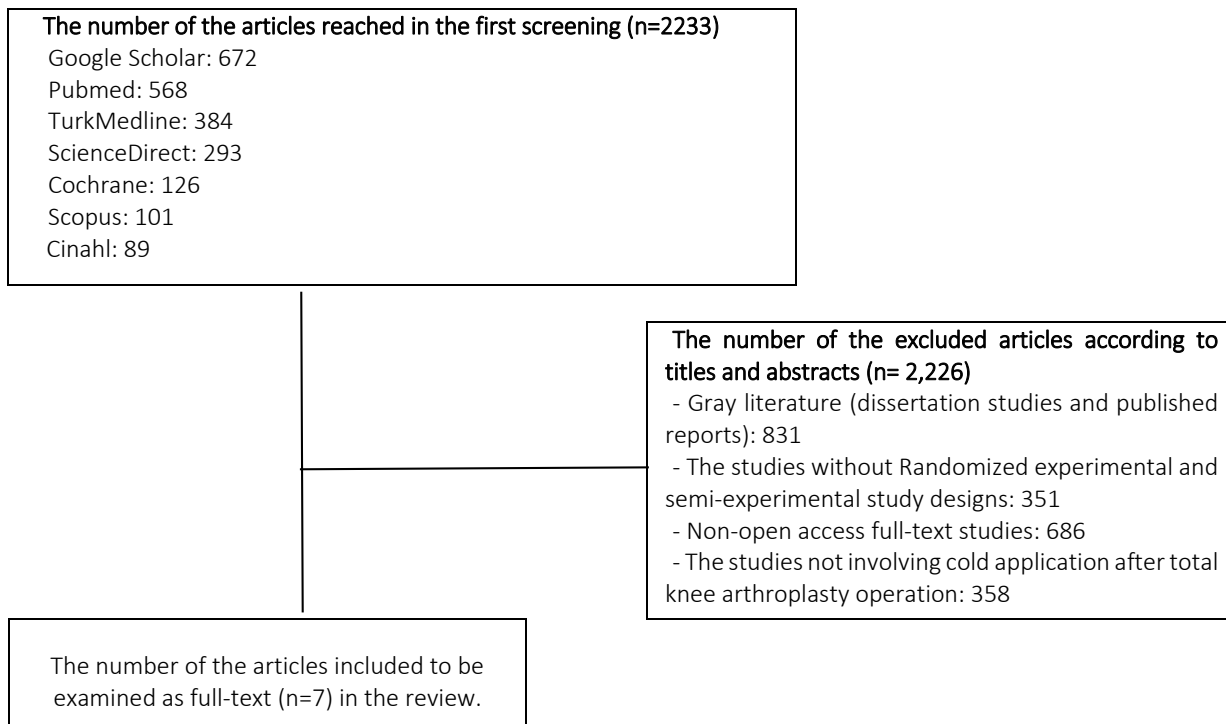 The number of the articles reached in the first screening (n=2233)
Google Scholar: 672
Pubmed: 568
TurkMedline: 384
ScienceDirect: 293
Cochrane: 126
Scopus: 101
Cinahl: 89
The number of the excluded articles according to
titles and abstracts (n= 2,226)
- Gray literature (dissertation studies and published
reports): 831
- The studies without Randomized experimental and
semi-experimental study designs: 351
- Non-open access full-text studies: 686
- The studies not involving cold application after total
knee arthroplasty operation: 358
The number of the articles included to be
examined as full-text (n=7) in the review.